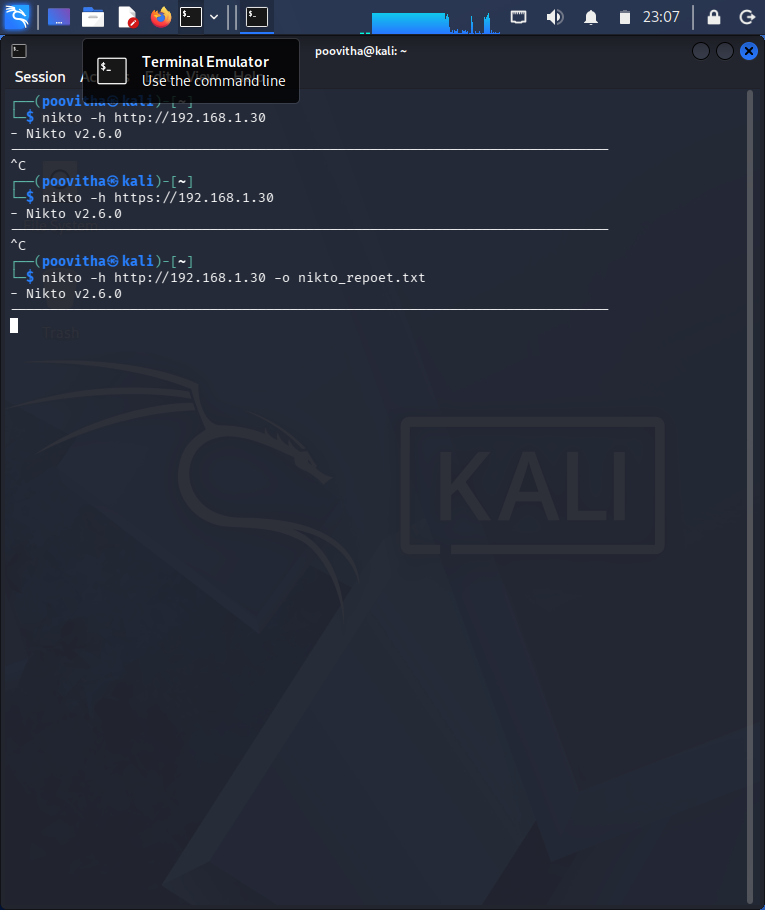 23:07
poovitha@kali: ~
Terminal Emulator
Use the command line
Session
┌──(poovitha㉿kali)-[~]
└─$ nikto -h http://192.168.1.30
- Nikto v2.6.0
^C
┌──(poovitha㉿kali)-[~]
└─$ nikto -h https://192.168.1.30
- Nikto v2.6.0
^C
┌──(poovitha㉿kali)-[~]
└─$ nikto -h http://192.168.1.30 -o nikto_repoet.txt
- Nikto v2.6.0
Trash
KALI